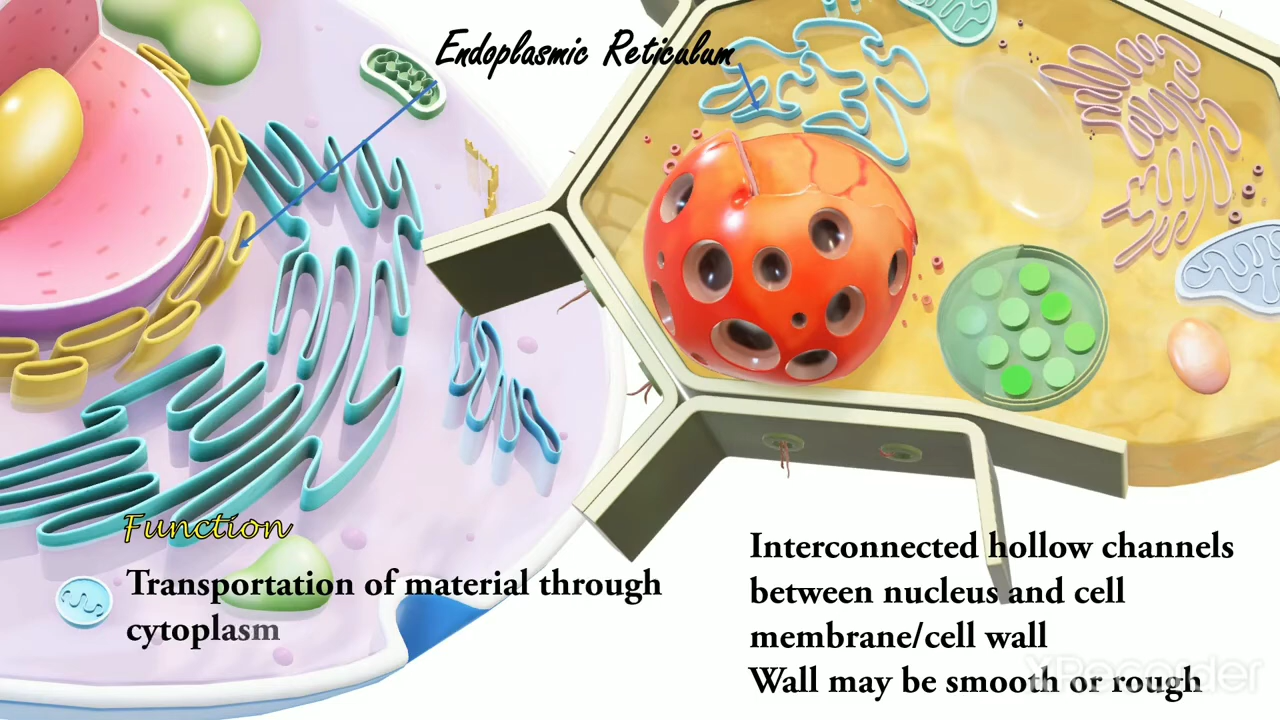 Endoplasmic Reticulum
Function
Transportation of material through
cytoplasm
Interconnected hollow channels
between nucleus and cell
membrane/cell wall
Wall may be smooth or rough
XRecorder